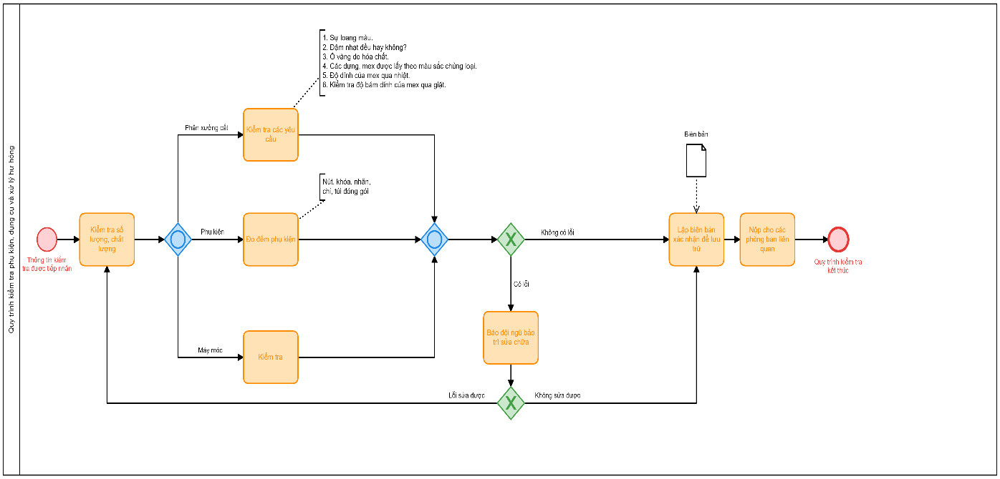 Quy trình kiểm tra phụ kiện, dụng cụ và xử lý hư hỏng
1. Sự loang màu.
2. Đậm nhạt đều hay không?
3. Ố vàng do hóa chất.
4. Các dựng, mex được lấy theo màu sắc chủng loại.
5. Độ dính của mex qua nhiệt.
6. Kiểm tra độ bám dính của mex qua giặt.
Phân xưởng cắt
Kiểm tra các yêu
cầu
Biên bản
Nút, khóa, nhãn,
chỉ, túi đóng gói
Thông tin kiểm
tra được tiếp nhận
Kiểm tra số
lượng, chất
lượng
Phụ kiện
Đo đếm phụ kiện
Không có lỗi
Lập biên bản
xác nhận để lưu
trữ
Nộp cho các
phòng ban liên
quan
Quy trình kiểm tra
kết thúc
Có lỗi
Báo đội ngũ bảo
trì sửa chữa
Máy móc
Kiểm tra
Lỗi sửa được
Không sửa được